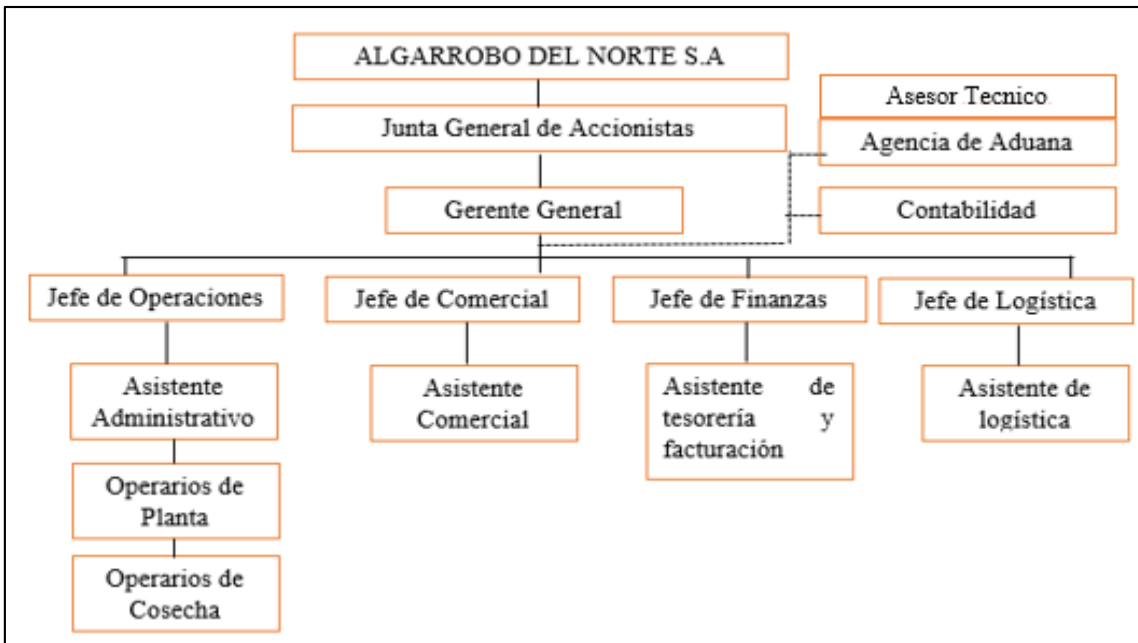 ALGARROBO DEL NORTE S.A
Junta General de Accionistas
Asesor Tecnico
Agencia de Aduana
Gerente General
Contabilidad
Jefe de Operaciones
Jefe de Comercial
Jefe de Finanzas
Jefe de Logística
Asistente
Administrativo
Asistente
Comercial
Asistente de
tesorería y
facturación
Asistente de
logística
Operarios de
Planta
Operarios de
Cosecha